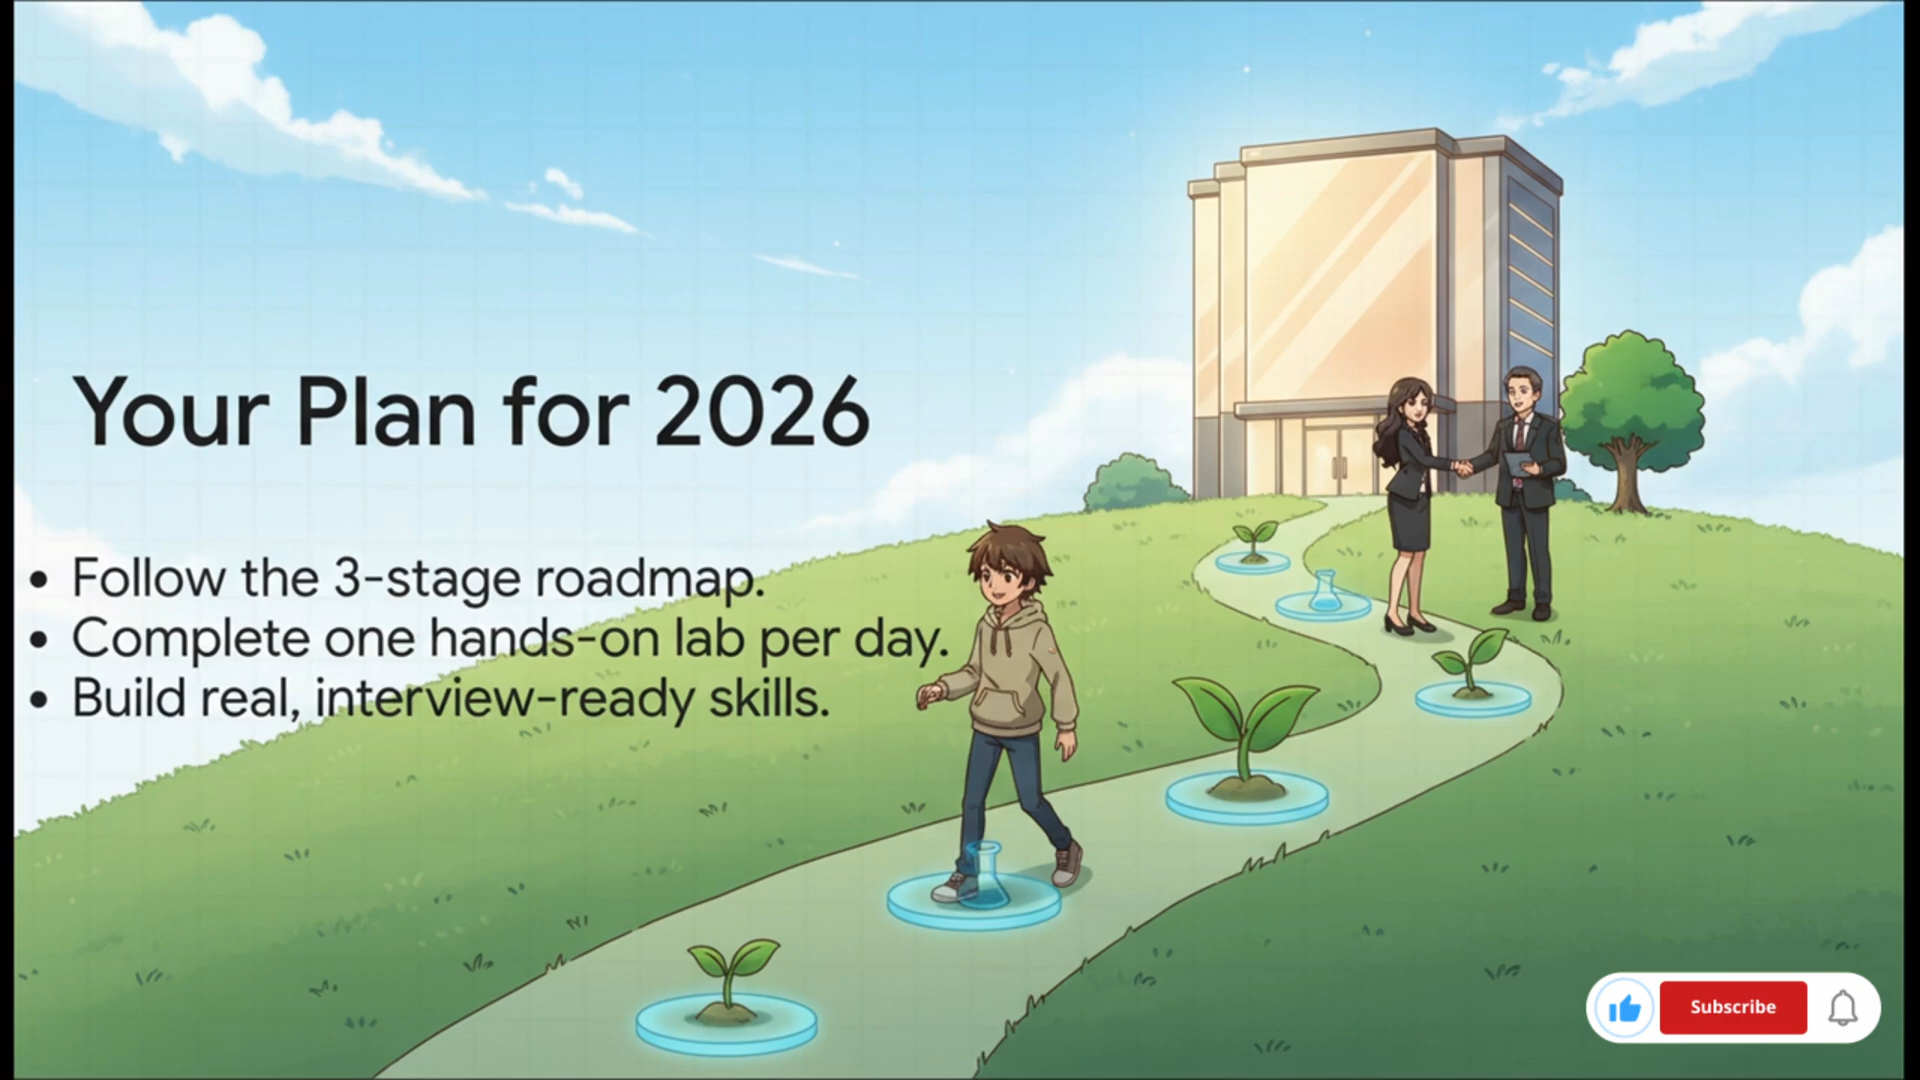 Your Plan for 2026
• Follow the 3-stage roadmap.
• Complete one hands-on lab per day.
• Build real, interview-ready skills.
Subscribe